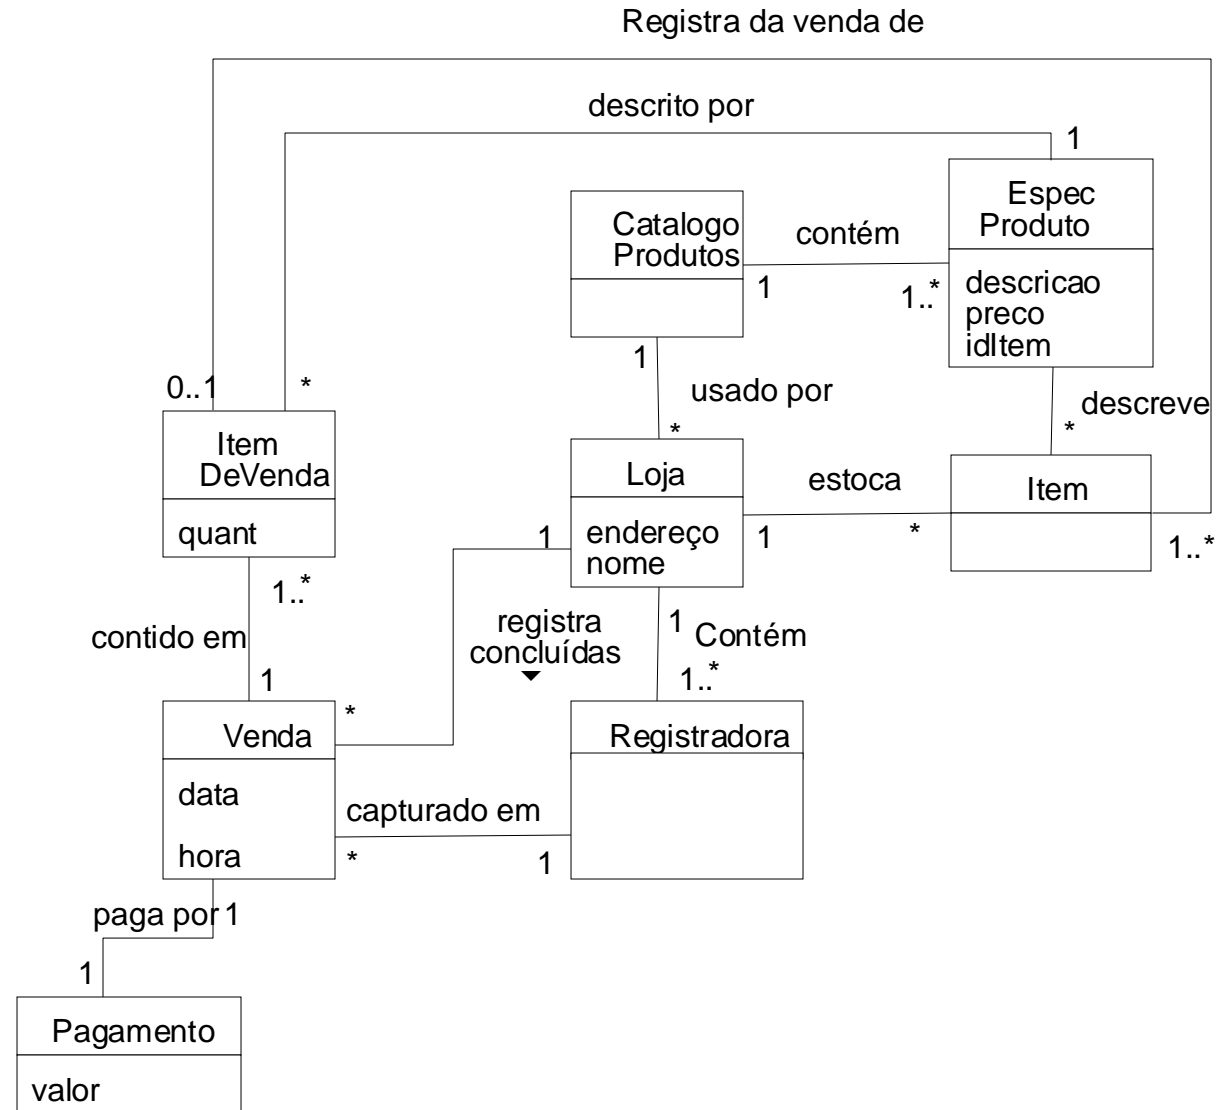 Registra da venda de
descrito por
1
Espec
Produto
Catalogo
Produtos
contém
1
1..*
descricao
preco
idItem
1
usado por
*
0..1
*
descreve
*
Item
DeVenda
quant
Loja
endereço
nome
estoca
1
*
Item
1..*
1
1..*
contido em
1
registra
concluídas
1
Contém
1..*
*
Venda
data
hora
Registradora
capturado em
*
1
paga por 1
1
Pagamento
valor